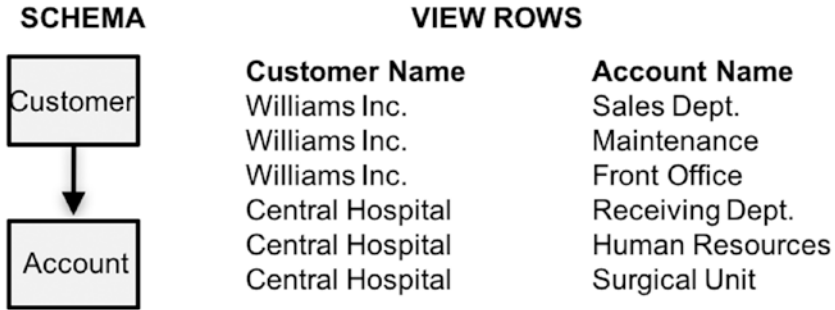 SCHEMA
Customer
Account
VIEW ROWS
Customer Name Account Name
Williams Inc. Sales Dept.
Williams Inc. Maintenance
Williams Inc. Front Office
Central Hospital Receiving Dept.
Central Hospital Human Resources
Central Hospital Surgical Unit